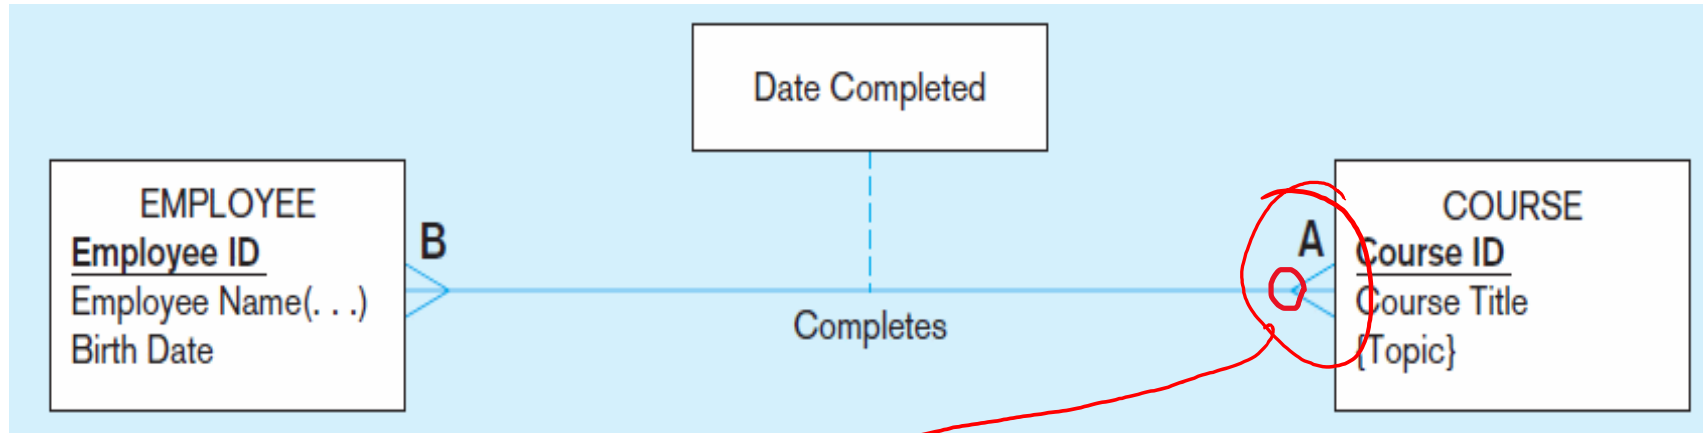 Date Completed
EMPLOYEE
Employee ID
Employee Name(. . .)
Birth Date
B
Completes
A
COURSE
Course ID
Course Title
{Topic}